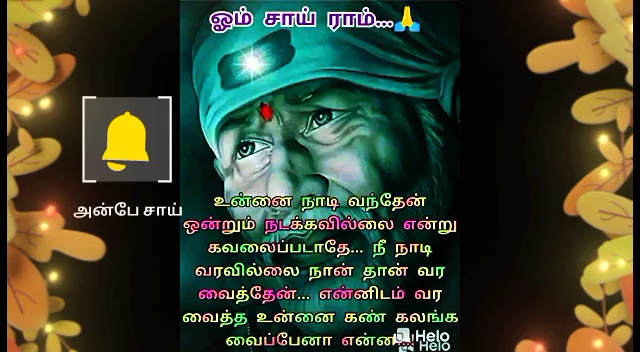 ஓம் சாய் ராம்...🙏
அன்பே சாய்
உன்னை நாடி வந்தேன்
ஒன்றும் நடக்கவில்லை என்று
கவலைப்படாதே... நீ நாடி
வரவில்லை நான் தான் வர
வைத்தேன்... என்னிடம் வர
வைத்த உன்னை கண் கலங்க
வைப்பேனா
Helo
Helo